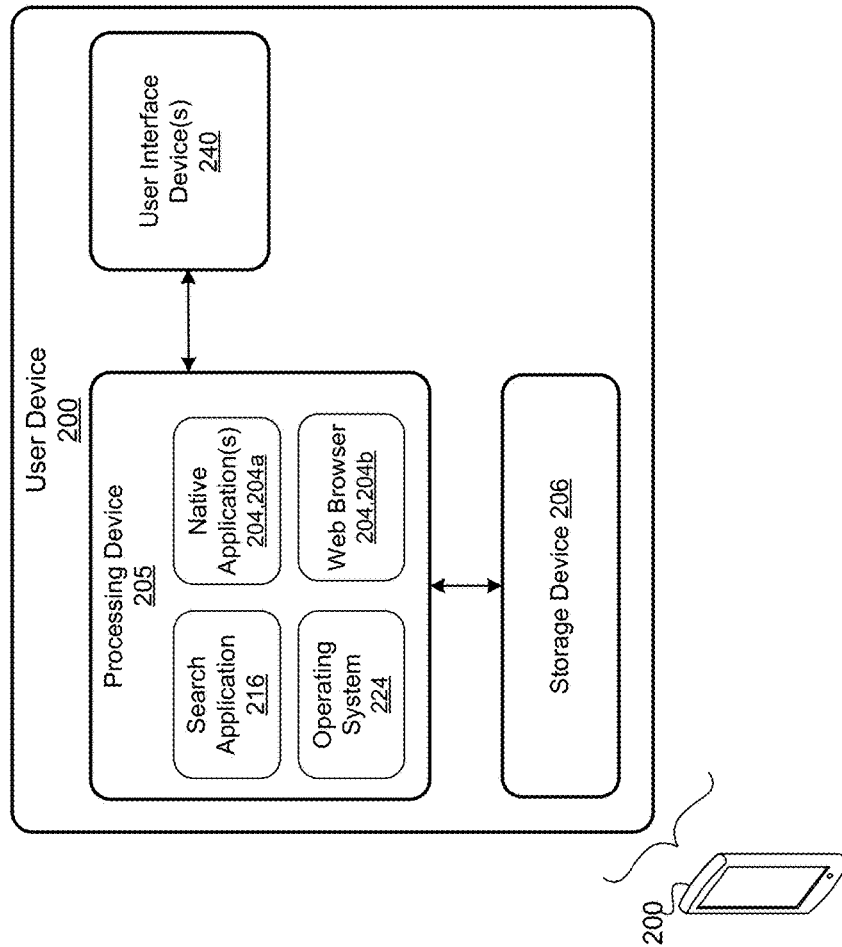 User Device
200
Processing Device
205
Search
Application
216
Native
Application(s)
204,204a
Operating
System
224
Web Browser
204,204b
User Interface
Device(s)
240
Storage Device 206
200